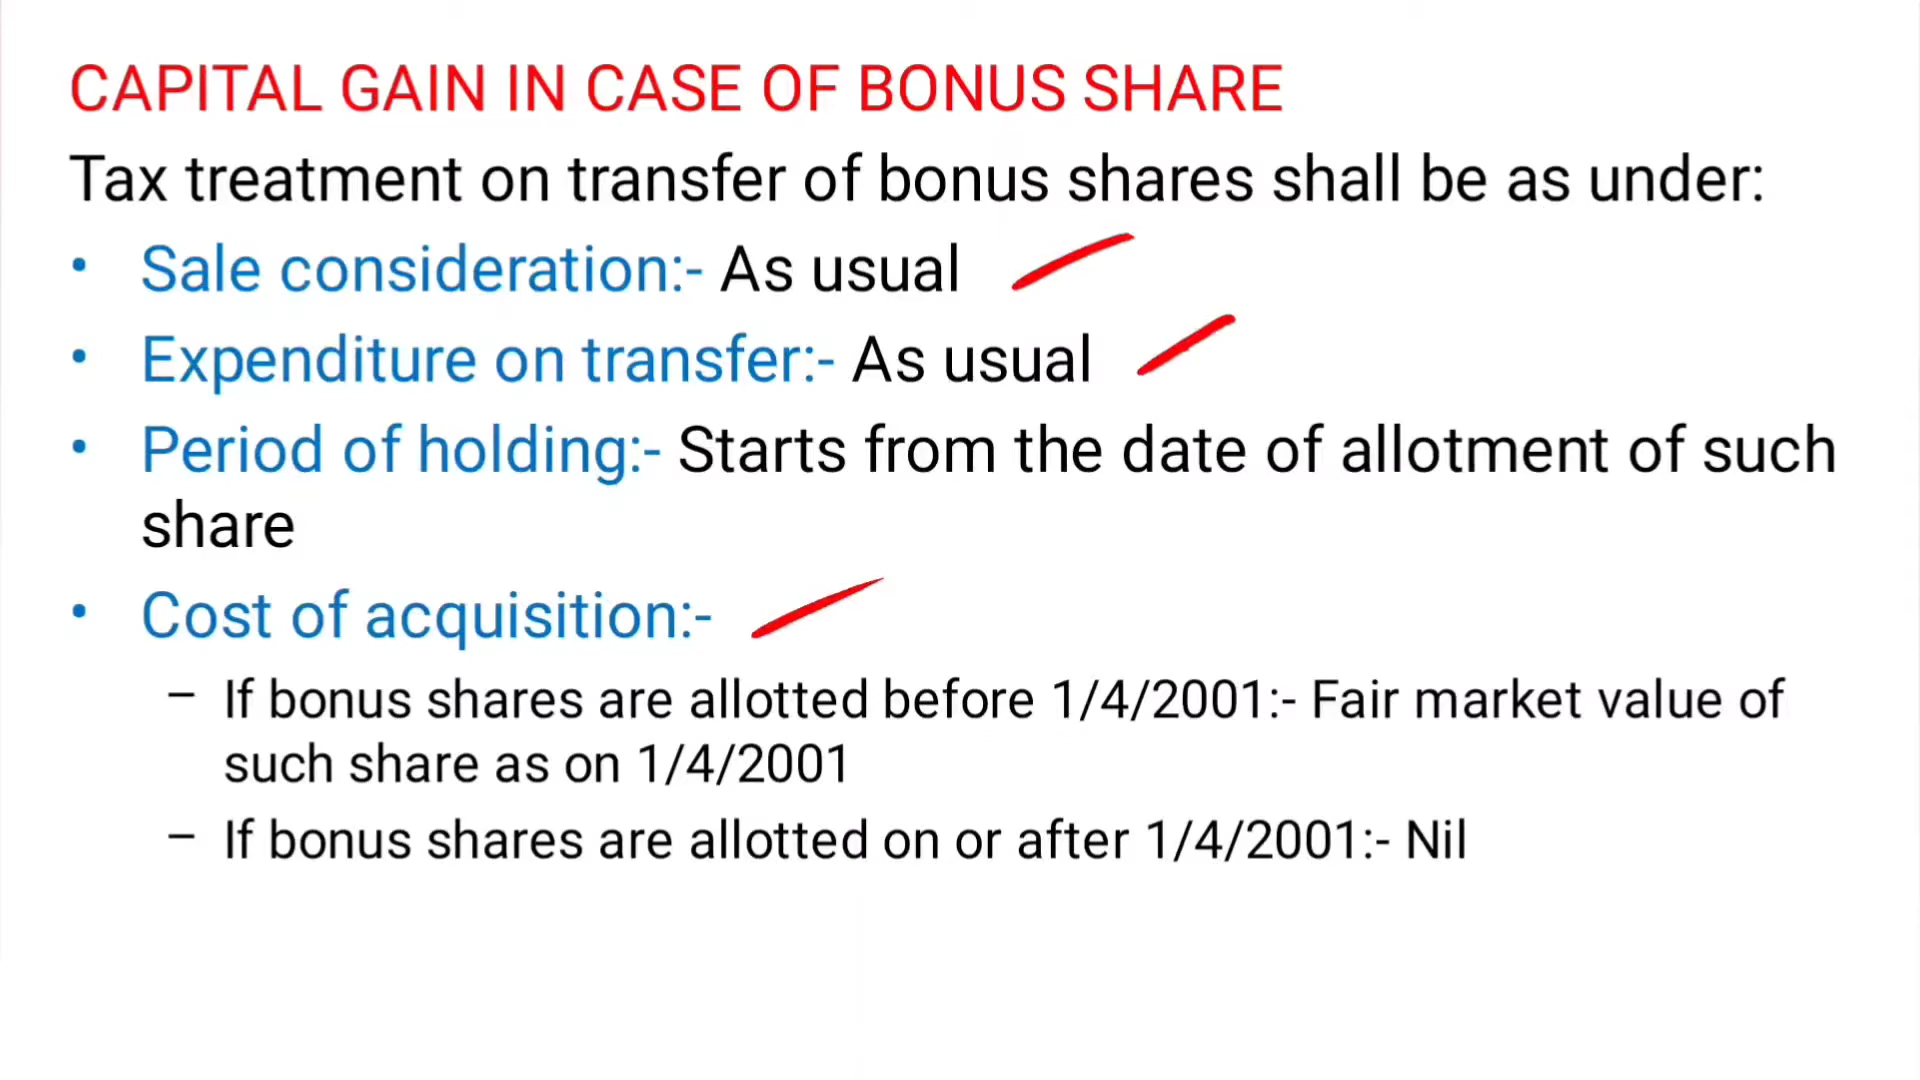 CAPITAL GAIN IN CASE OF BONUS SHARE
Tax treatment on transfer of bonus shares shall be as under:
• Sale consideration:- As usual
• Expenditure on transfer:- As usual
• Period of holding:- Starts from the date of allotment of such
share
• Cost of acquisition:-
– If bonus shares are allotted before 1/4/2001:- Fair market value of
such share as on 1/4/2001
– If bonus shares are allotted on or after 1/4/2001:- Nil